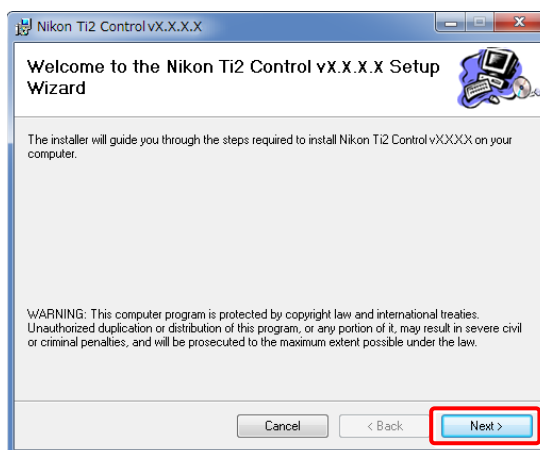 Nikon Ti2 Control vX.X.X.X
Welcome to the Nikon Ti2 Control vX.X.X.X Setup
Wizard
The installer will guide you through the steps required to install Nikon Ti2 Control vXXXX on your
computer.
WARNING: This computer program is protected by copyright law and international treaties.
Unauthorized duplication or distribution of this program, or any portion of it, may result in severe civil
or criminal penalties, and will be prosecuted to the maximum extent possible under the law.
Cancel < Back Next >